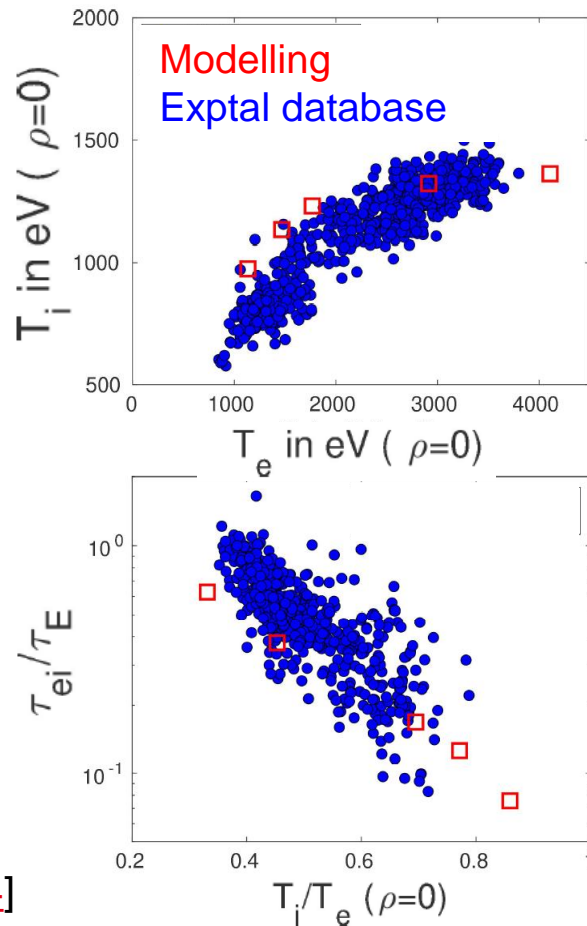 2000
Modelling
Exptal database
1500
1000
500
T_i in eV ( ρ=0)
0 1000 2000 3000 4000
T_e in eV ( ρ=0)
10^0
10^-1
τ_ei/τ_E
0.2 0.4 0.6 0.8
T_i/T_e (ρ=0)
]